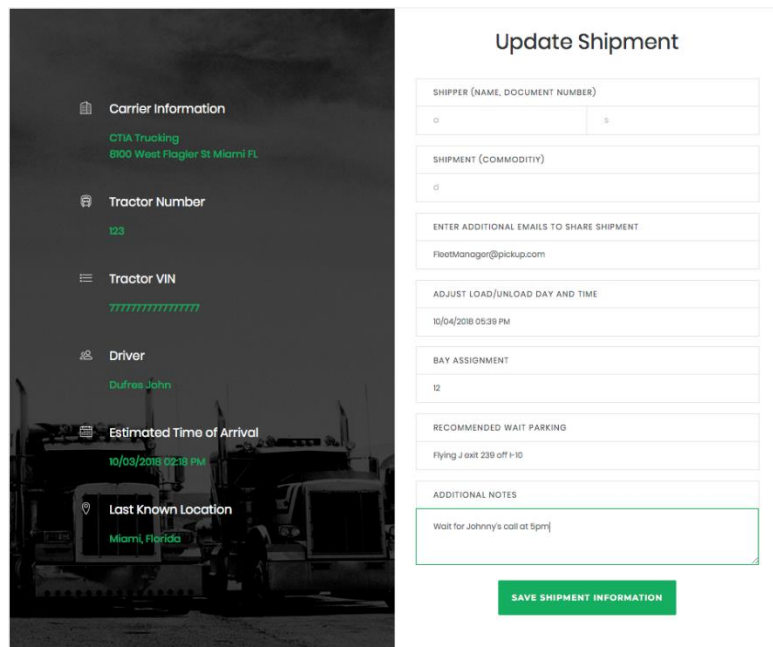 Carrier Information
CTIA Trucking
8100 West Flagler St Miami FL
Tractor Number
123
Tractor VIN
77777777777777777
Driver
Dufres John
Estimated Time of Arrival
10/03/2018 02:18 PM
Last Known Location
Miami, Florida
Update Shipment
SHIPPER (NAME, DOCUMENT NUMBER)
a s
SHIPMENT (COMMODITIY)
d
ENTER ADDITIONAL EMAILS TO SHARE SHIPMENT
FleetManager@pickup.com
ADJUST LOAD/UNLOAD DAY AND TIME
10/04/2018 05:39 PM
BAY ASSIGNMENT
12
RECOMMENDED WAIT PARKING
Flying J exit 239 off I-10
ADDITIONAL NOTES
Wait for Johnny's call at 5pm
SAVE SHIPMENT INFORMATION